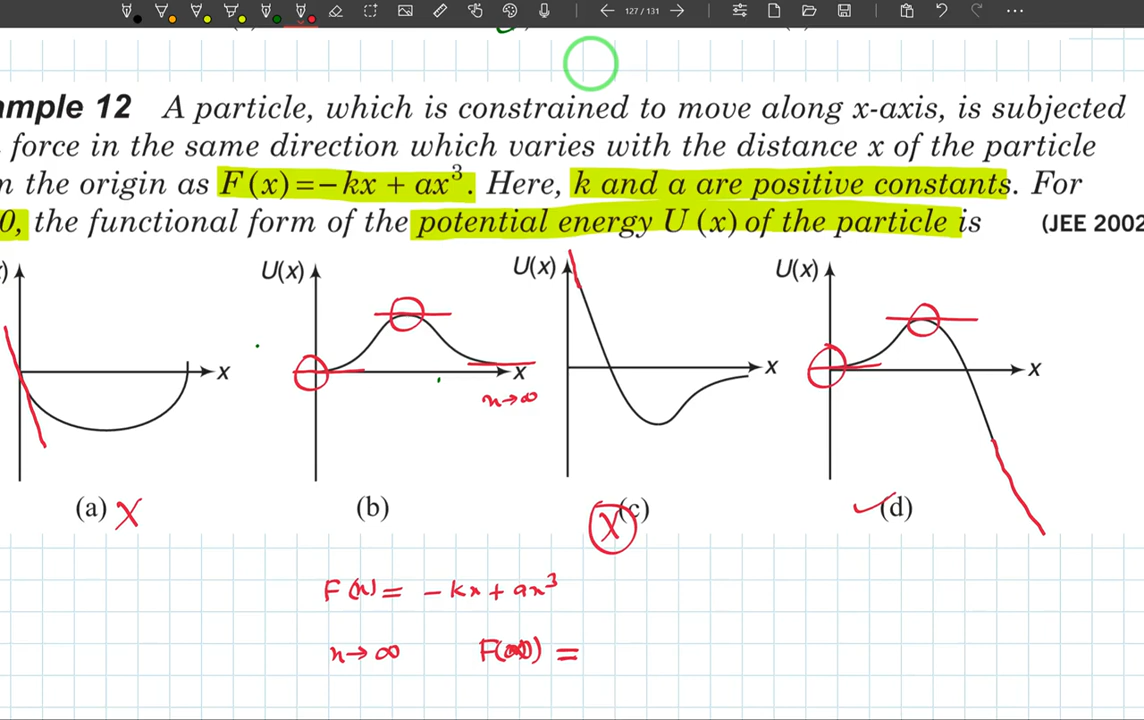 127 / 131
ample 12 A particle, which is constrained to move along x-axis, is subjected
force in the same direction which varies with the distance x of the particle
n the origin as F(x)=−kx + ax³. Here, k and a are positive constants. For
0, the functional form of the potential energy U (x) of the particle is (JEE 2002
) U(x) U(x) U(x)
X X X X
n→∞
(a) X (b) X (c) ✓(d)
F(x) = −kx + ax³
n→∞ F(∞) =